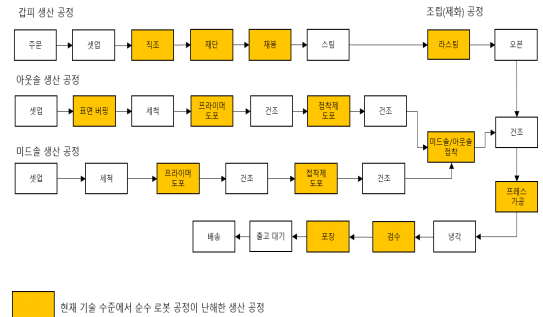 갑피 생산 공정
조립(제화) 공정
주문
셋업
직조
재단
재봉
스팀
라스팅
오븐
아웃솔 생산 공정
셋업
표면 버핑
세척
프라이머
도포
건조
접착제
도포
건조
미드솔/아웃솔
접착
건조
미드솔 생산 공정
셋업
세척
프라이머
도포
건조
접착제
도포
건조
프레스
가공
배송
출고 대기
포장
검수
냉각
현재 기술 수준에서 순수 로봇 공정이 난해한 생산 공정